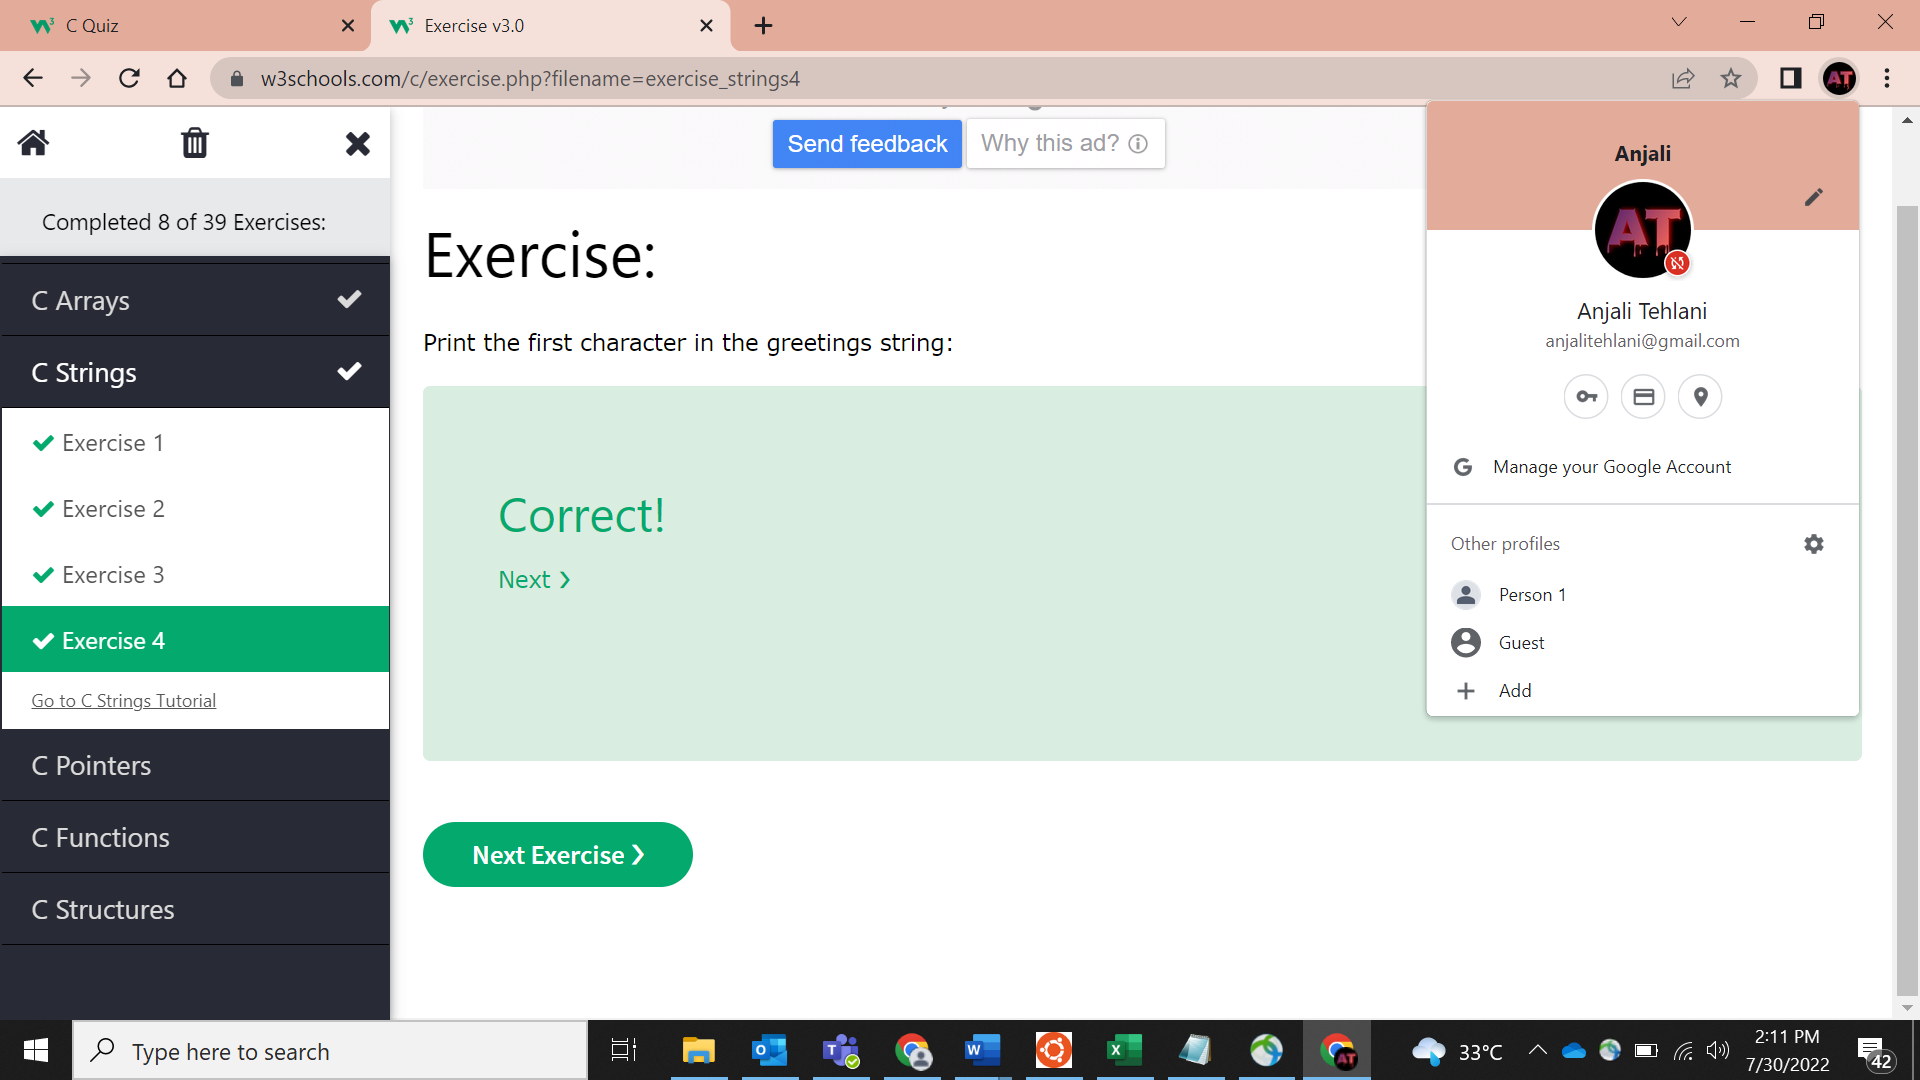 C Quiz
Exercise v3.0
w3schools.com/c/exercise.php?filename=exercise_strings4
AT
Send feedback
Why this ad?
Completed 8 of 39 Exercises:
C Arrays
C Strings
Exercise 1
Exercise 2
Exercise 3
Exercise 4
Go to C Strings Tutorial
C Pointers
C Functions
C Structures
Exercise:
Print the first character in the greetings string:
Correct!
Next ❯
Next Exercise ❯
Anjali
AT
Anjali Tehlani
anjalitehlani@gmail.com
G Manage your Google Account
Other profiles
Person 1
Guest
+ Add
Type here to search
33°C
2:11 PM
7/30/2022
42